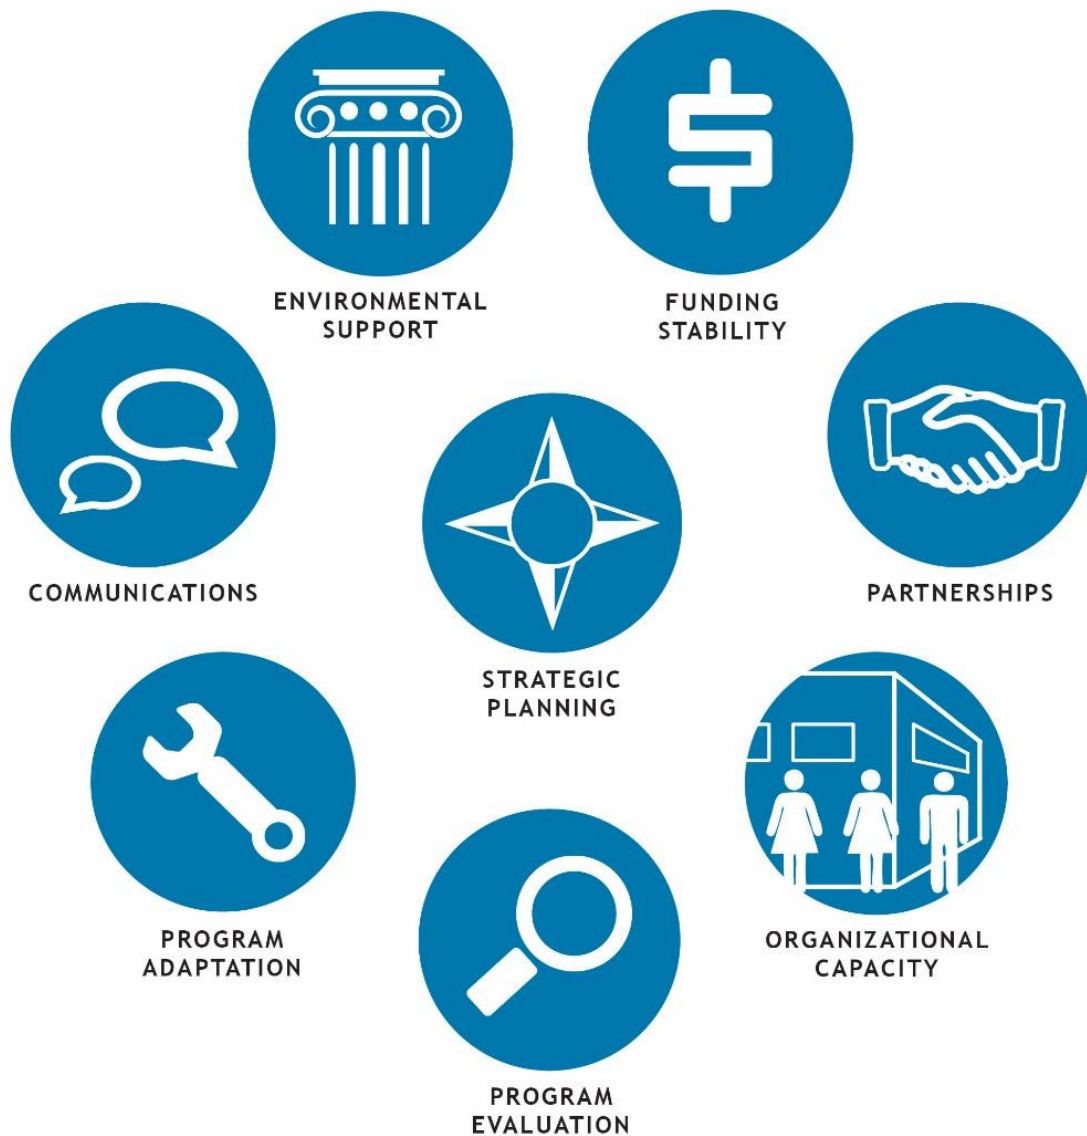 ENVIRONMENTAL
SUPPORT
FUNDING
STABILITY
COMMUNICATIONS
PARTNERSHIPS
STRATEGIC
PLANNING
PROGRAM
ADAPTATION
ORGANIZATIONAL
CAPACITY
PROGRAM
EVALUATION